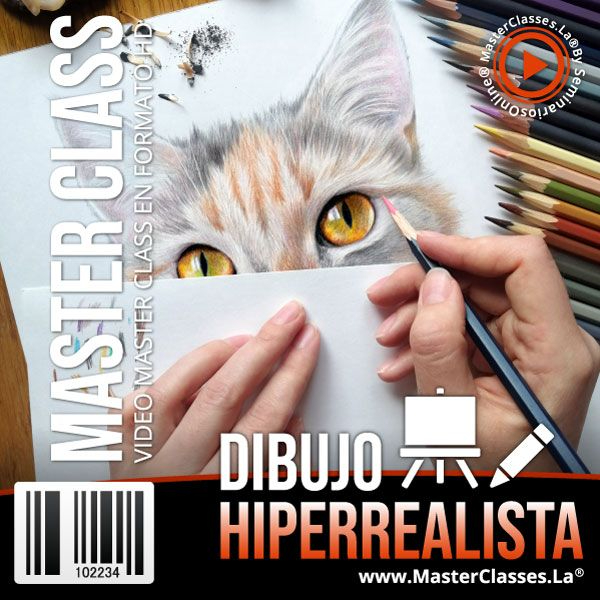 MASTER CLASS
VIDEO MASTER CLASS EN FORMATO HD
MasterClasses.La® By SeminariosOnline®
DIBUJO
HIPERREALISTA
102234
www.MasterClasses.La®